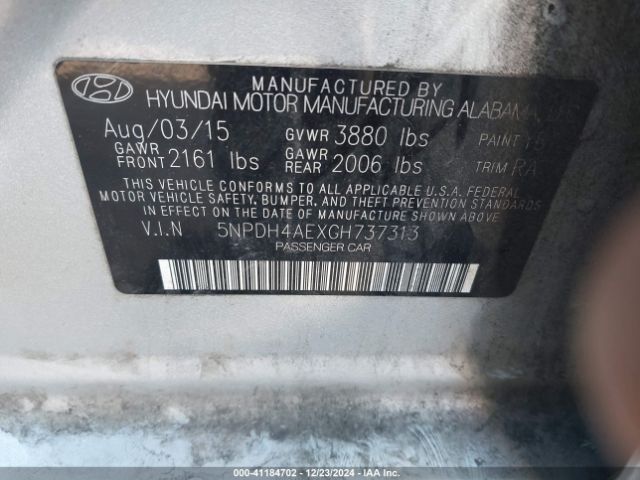 MANUFACTURED BY
HYUNDAI MOTOR MANUFACTURING ALABAMA,
Aug/03/15 GVWR 3880 lbs PAINT
GAWR FRONT 2161 lbs GAWR REAR 2006 lbs TRIM RA
THIS VEHICLE CONFORMS TO ALL APPLICABLE U.S.A. FEDERAL
MOTOR VEHICLE SAFETY, BUMPER, AND THEFT PREVENTION STANDARDS
IN EFFECT ON THE DATE OF MANUFACTURE SHOWN ABOVE.
V.I.N 5NPDH4AEXGH737313
PASSENGER CAR
000-41184702 - 12/23/2024 - IAA Inc.